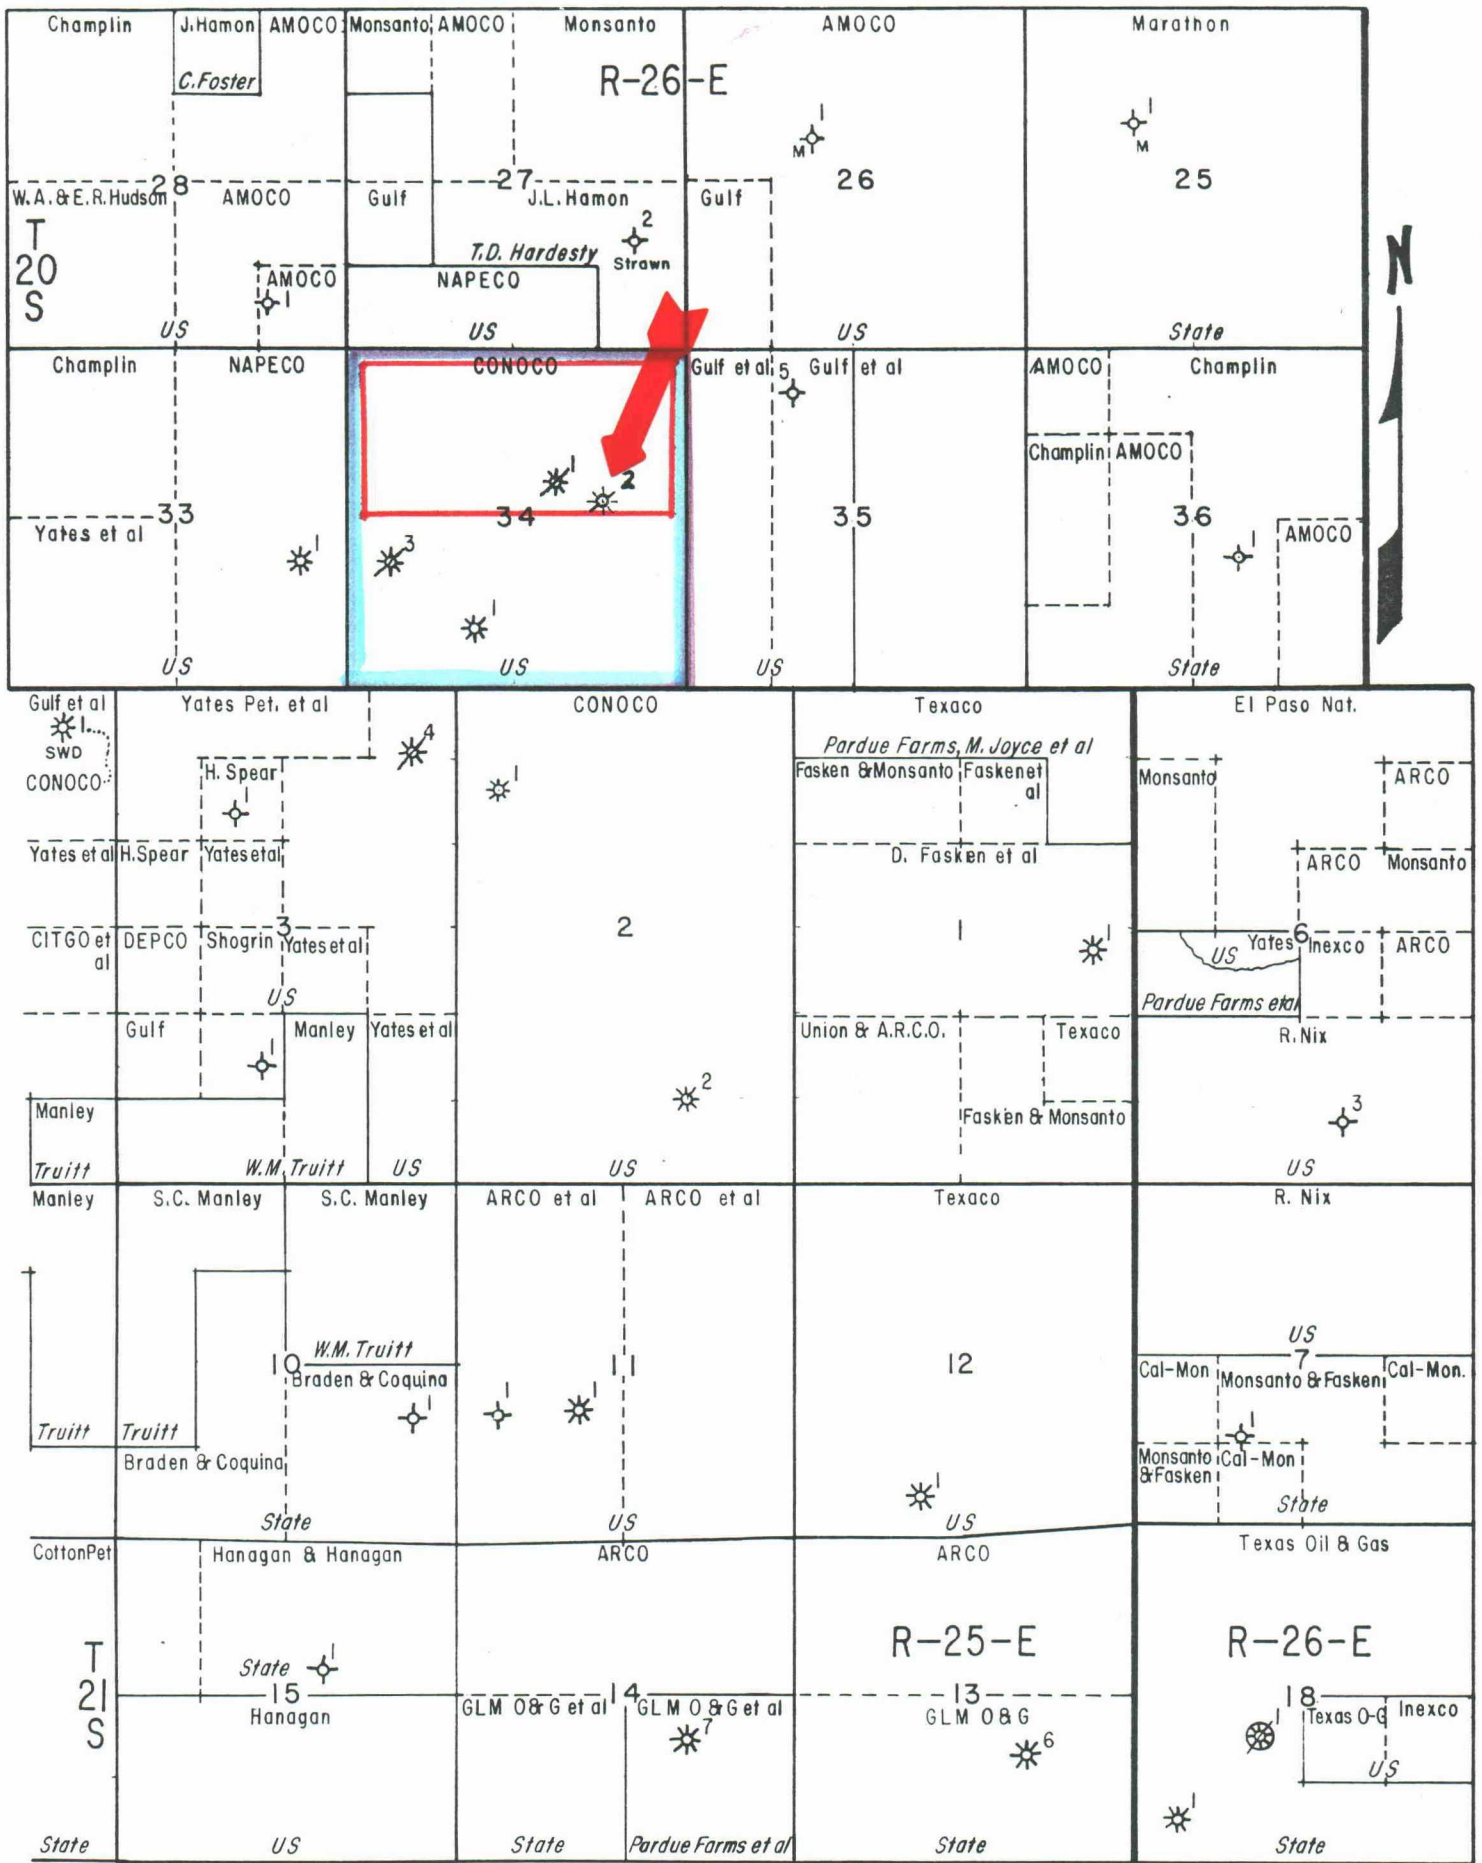 Champlin
J. Hamon
AMOCO
Monsanto
AMOCO
Monsanto
AMOCO
Marathon
C. Foster
R-26-E
1
M
1
M
28
27
26
25
W.A. & E.R. Hudson
AMOCO
Gulf
J.L. Hamon
Gulf
T
20
S
2
Strawn
T.D. Hardesty
AMOCO
1
NAPECO
US
US
US
State
N
Champlin
NAPECO
CONOCO
Gulf et al
5
Gulf et al
AMOCO
Champlin
Champlin
AMOCO
1
2
33
34
35
36
Yates et al
1
3
1
AMOCO
1
US
US
US
State
Gulf et al
1
SWD
CONOCO
Yates Pet. et al
4
CONOCO
Texaco
El Paso Nat.
Pardue Farms, M. Joyce et al
H. Spear
1
1
Fasken & Monsanto
Fasken et
al
Monsanto
ARCO
Yates et al
H. Spear
Yates et al
D. Fasken et al
ARCO
Monsanto
3
2
1
6
CITGO et
al
DEPCO
Shogrin
Yates et al
1
US
Yates
Inexco
ARCO
US
Pardue Farms et al
Gulf
Manley
Yates et al
Union & A.R.C.O.
Texaco
R. Nix
1
2
3
Manley
Fasken & Monsanto
Truitt
W.M. Truitt
US
US
US
Manley
S.C. Manley
S.C. Manley
ARCO et al
ARCO et al
Texaco
R. Nix
W.M. Truitt
US
10
11
12
7
Braden & Coquina
Cal-Mon
Monsanto & Fasken
Cal-Mon.
1
1
1
1
Truitt
Truitt
Braden & Coquina
Monsanto
& Fasken
Cal-Mon
1
State
US
US
State
Cotton Pet
Hanagan & Hanagan
ARCO
ARCO
Texas Oil & Gas
R-25-E
R-26-E
T
21
S
State
1
15
14
13
18
Hanagan
GLM O & G et al
GLM O & G et al
GLM O & G
Texas O-G
Inexco
7
6
1
US
1
State
US
State
Pardue Farms et al
State
State